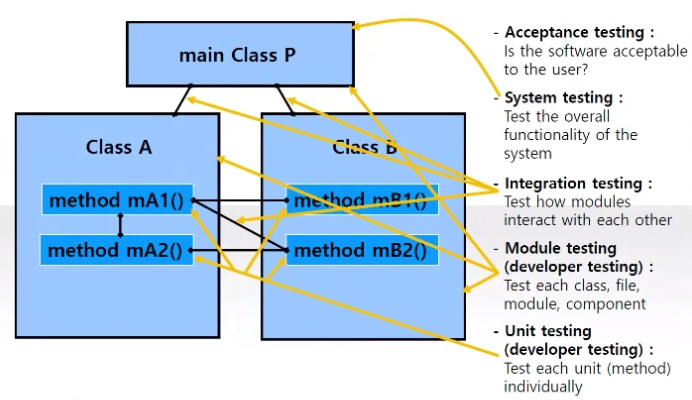 main Class P
Class A
method mA1()
method mA2()
Class B
method mB1()
method mB2()
- Acceptance testing :
Is the software acceptable
to the user?
- System testing :
Test the overall
functionality of the
system
- Integration testing :
Test how modules
interact with each other
- Module testing
(developer testing) :
Test each class, file,
module, component
- Unit testing
(developer testing) :
Test each unit (method)
individually